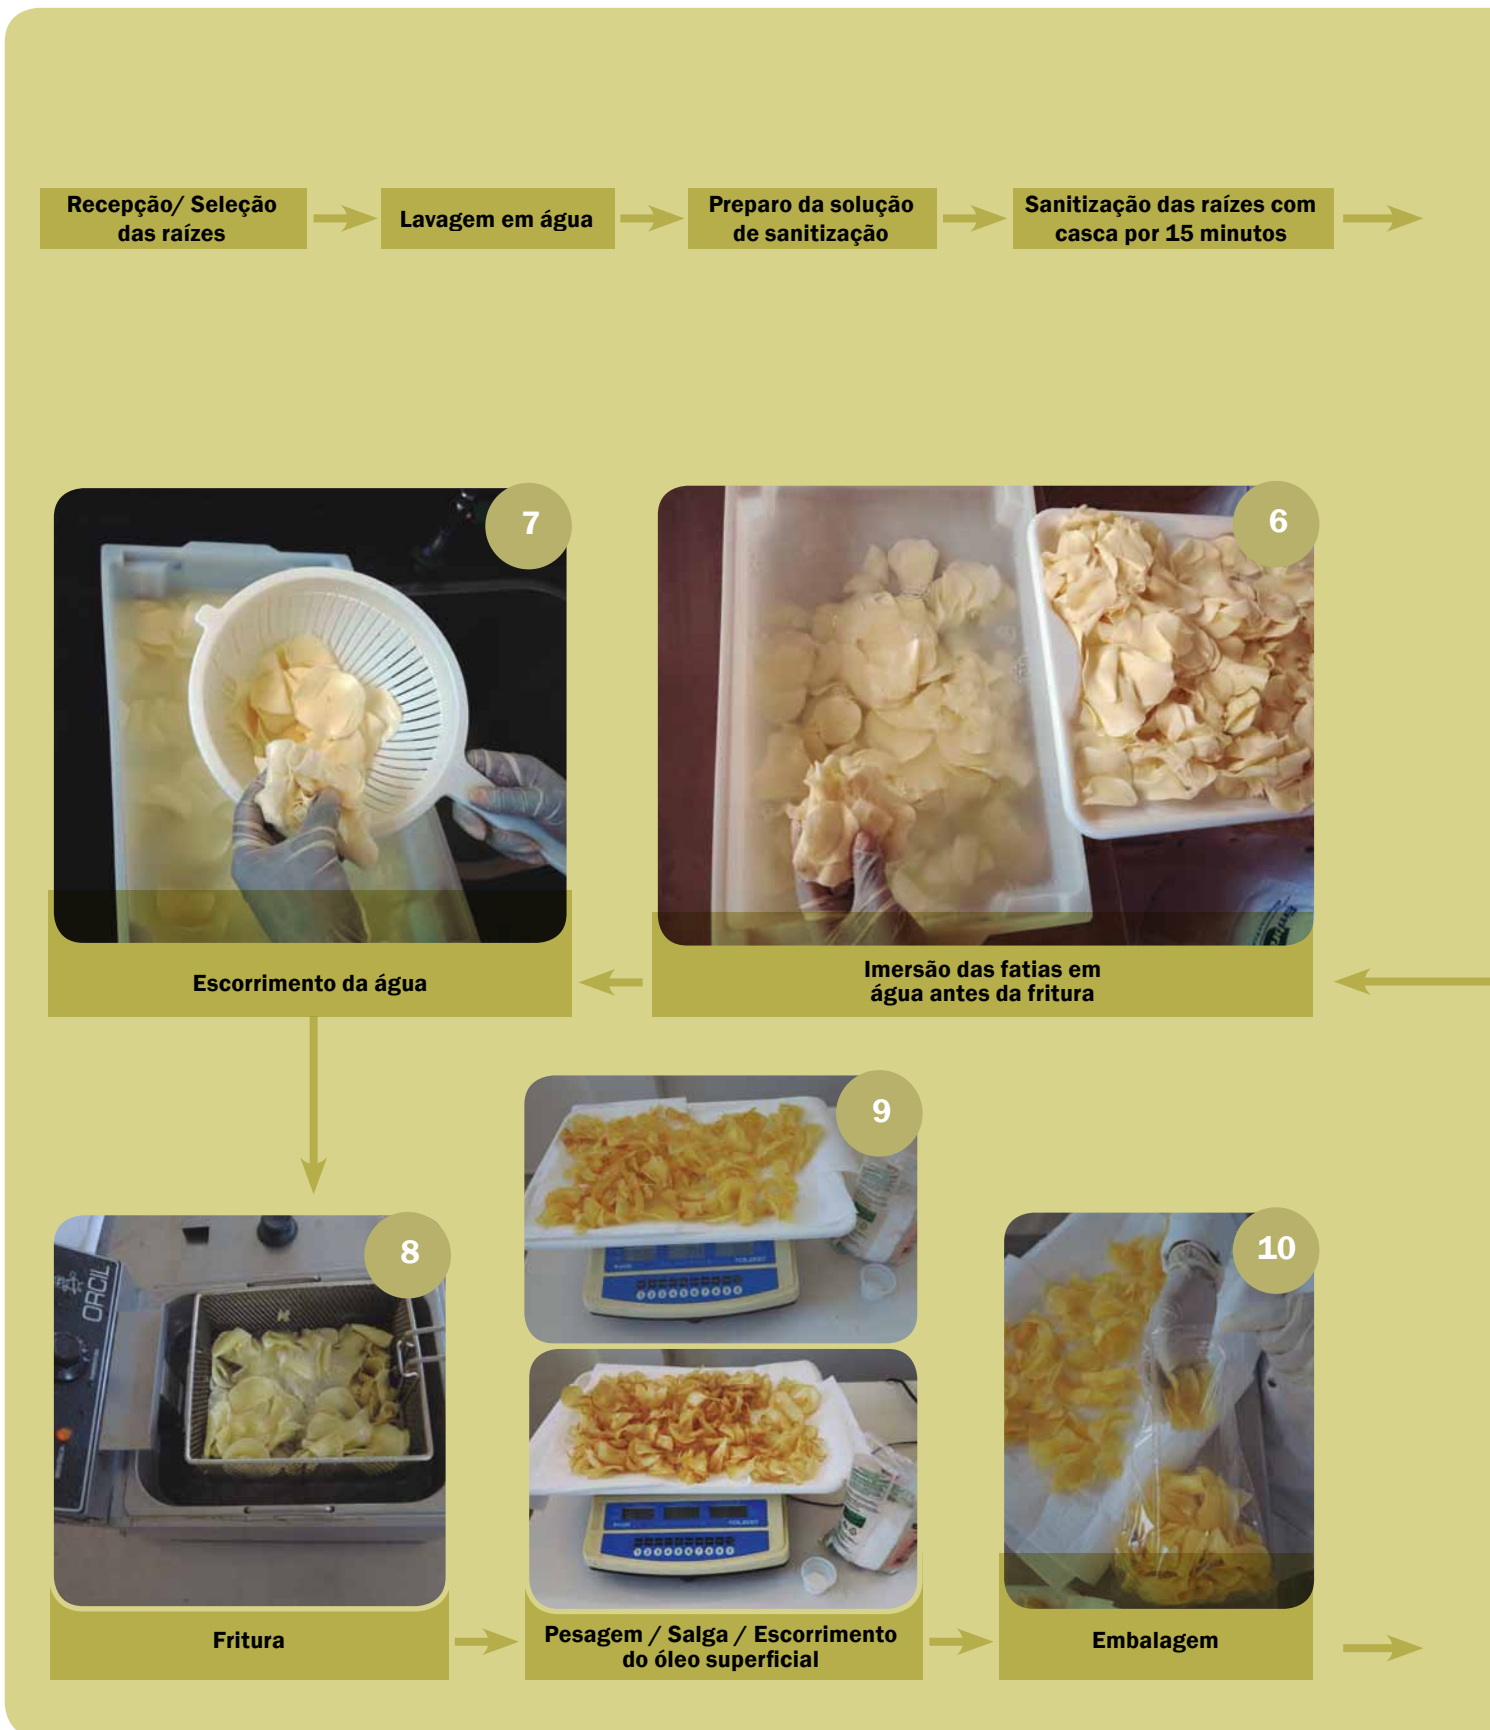 Recepção/ Seleção
das raízes
Lavagem em água
Preparo da solução
de sanitização
Sanitização das raízes com
casca por 15 minutos
7
6
Escorrimento da água
Imersão das fatias em
água antes da fritura
9
8
10
ORCIL
TOLEDO
TOLEDO
Fritura
Pesagem / Salga / Escorrimento
do óleo superficial
Embalagem